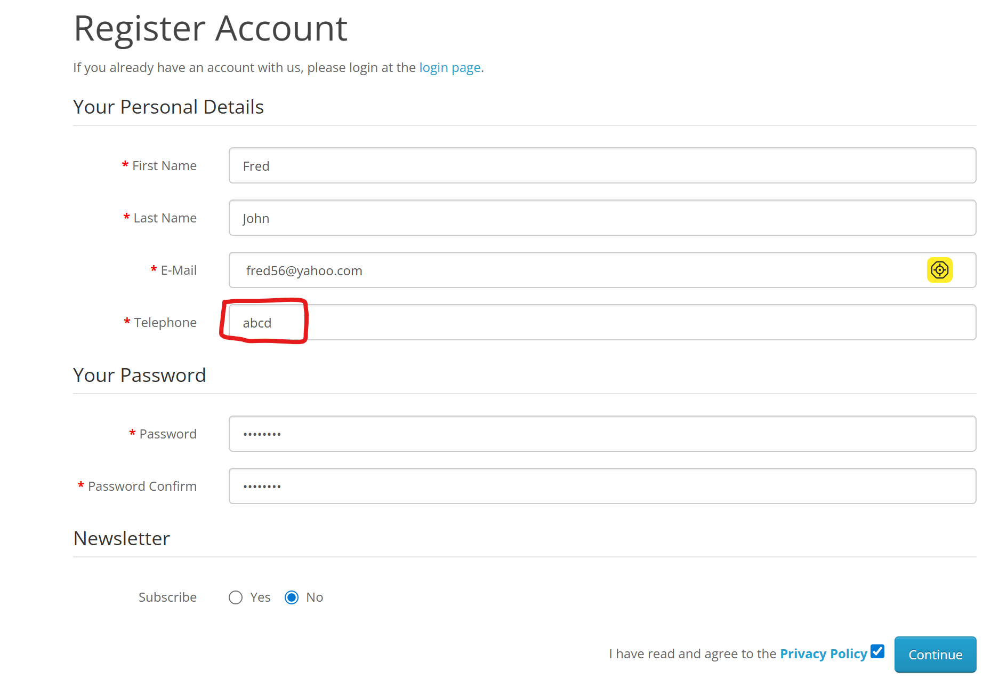 Register Account
If you already have an account with us, please login at the login page.
Your Personal Details
* First Name Fred
* Last Name John
* E-Mail fred56@yahoo.com
* Telephone abcd
Your Password
* Password ••••••••
* Password Confirm ••••••••
Newsletter
Subscribe Yes No
I have read and agree to the Privacy Policy Continue